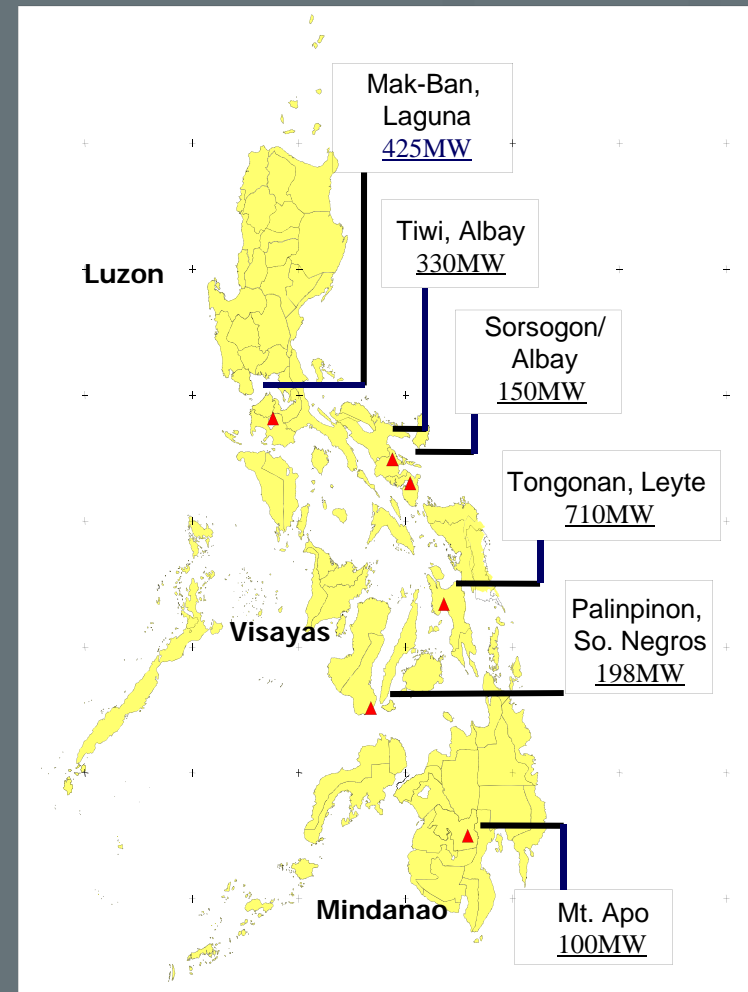 Mak-Ban,
Laguna
425MW
Tiwi, Albay
330MW
Luzon
Sorsogon/
Albay
150MW
Tongonan, Leyte
710MW
Palinpinon,
So. Negros
198MW
Visayas
Mindanao
Mt. Apo
100MW